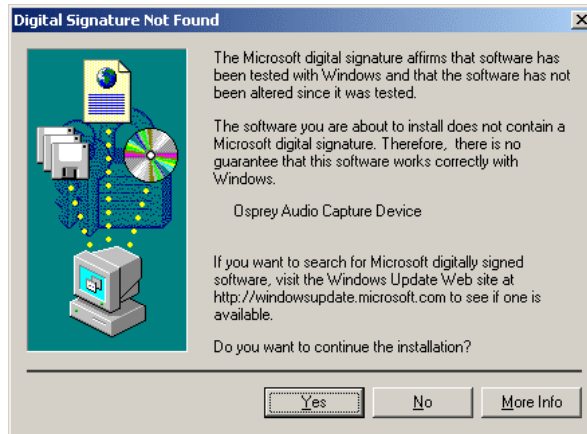 Digital Signature Not Found
The Microsoft digital signature affirms that software has
been tested with Windows and that the software has not
been altered since it was tested.
The software you are about to install does not contain a
Microsoft digital signature. Therefore, there is no
guarantee that this software works correctly with
Windows.
Osprey Audio Capture Device
If you want to search for Microsoft digitally signed
software, visit the Windows Update Web site at
http://windowsupdate.microsoft.com to see if one is
available.
Do you want to continue the installation?
Yes No More Info